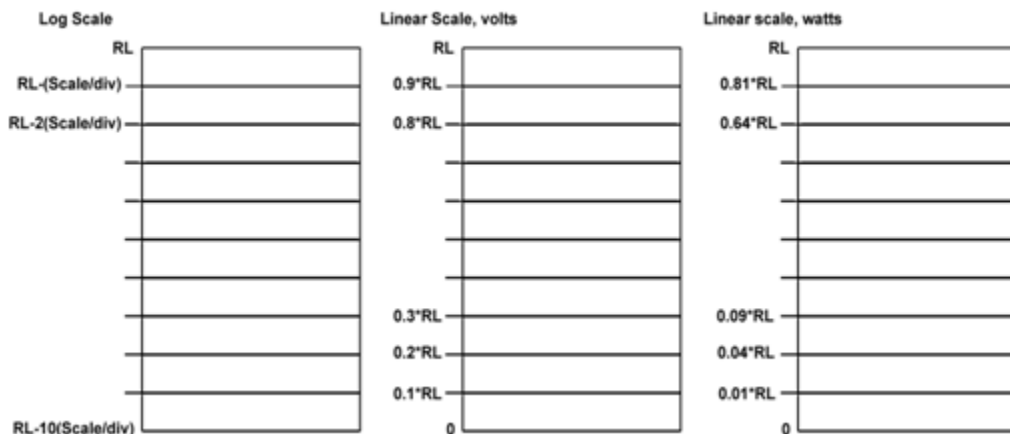 Log Scale
Linear Scale, volts
Linear scale, watts
RL
RL
RL
RL-(Scale/div)
0.9*RL
0.81*RL
RL-2(Scale/div)
0.8*RL
0.64*RL
0.3*RL
0.09*RL
0.2*RL
0.04*RL
0.1*RL
0.01*RL
RL-10(Scale/div)
0
0